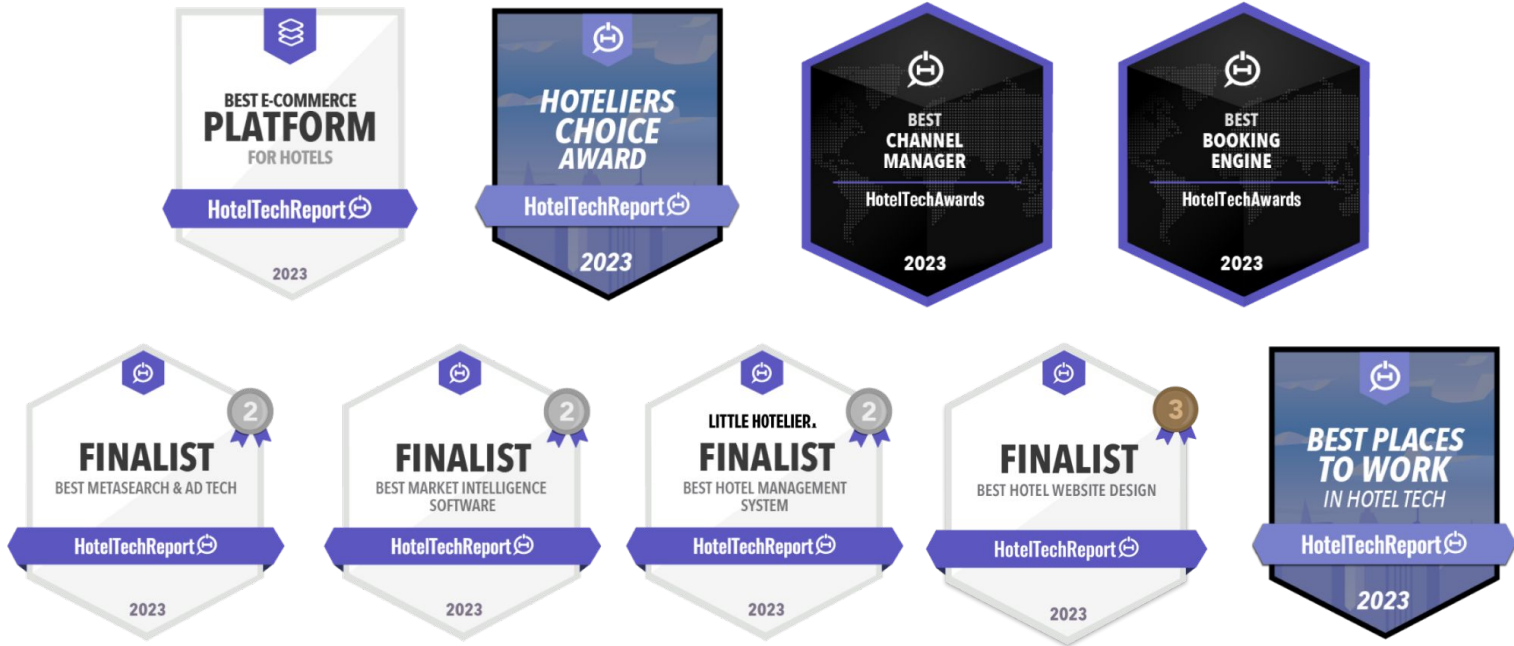 BEST E-COMMERCE
PLATFORM
FOR HOTELS
HotelTechReport
2023
HOTELIERS
CHOICE
AWARD
HotelTechReport
2023
BEST
CHANNEL
MANAGER
HotelTechAwards
2023
BEST
BOOKING
ENGINE
HotelTechAwards
2023
2
FINALIST
BEST METASEARCH & AD TECH
HotelTechReport
2023
2
FINALIST
BEST MARKET INTELLIGENCE
SOFTWARE
HotelTechReport
2023
2
LITTLE HOTELIER.
FINALIST
BEST HOTEL MANAGEMENT
SYSTEM
HotelTechReport
2023
3
FINALIST
BEST HOTEL WEBSITE DESIGN
HotelTechReport
2023
BEST PLACES
TO WORK
IN HOTEL TECH
HotelTechReport
2023